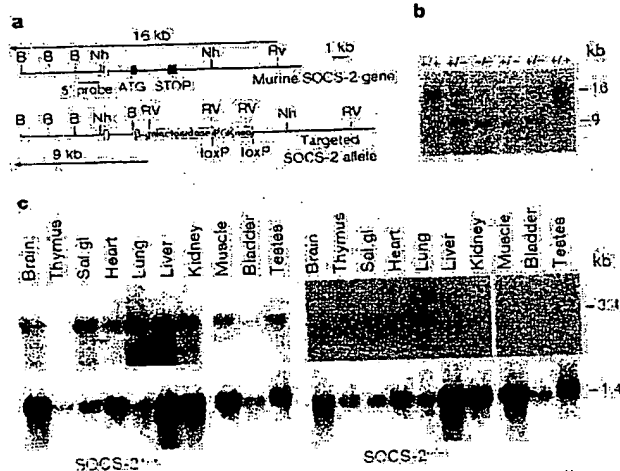 a
16 kb
B B B Nh Nh Rv 1 kb
5' probe ATG STOP Murine SOCS-2 gene
B B B Nh B RV RV RV Nh RV
loxP loxP Targeted
9 kb SOCS-2 allele
b
+/+ +/- -/- +/- +/- +/+ kb
16
9
c
Brain Thymus Sal.gl Heart Lung Liver Kidney Muscle Bladder Testes
Brain Thymus Sal.gl Heart Lung Liver Kidney Muscle Bladder Testes
kb
1.4
SOCS-2 SOCS-2